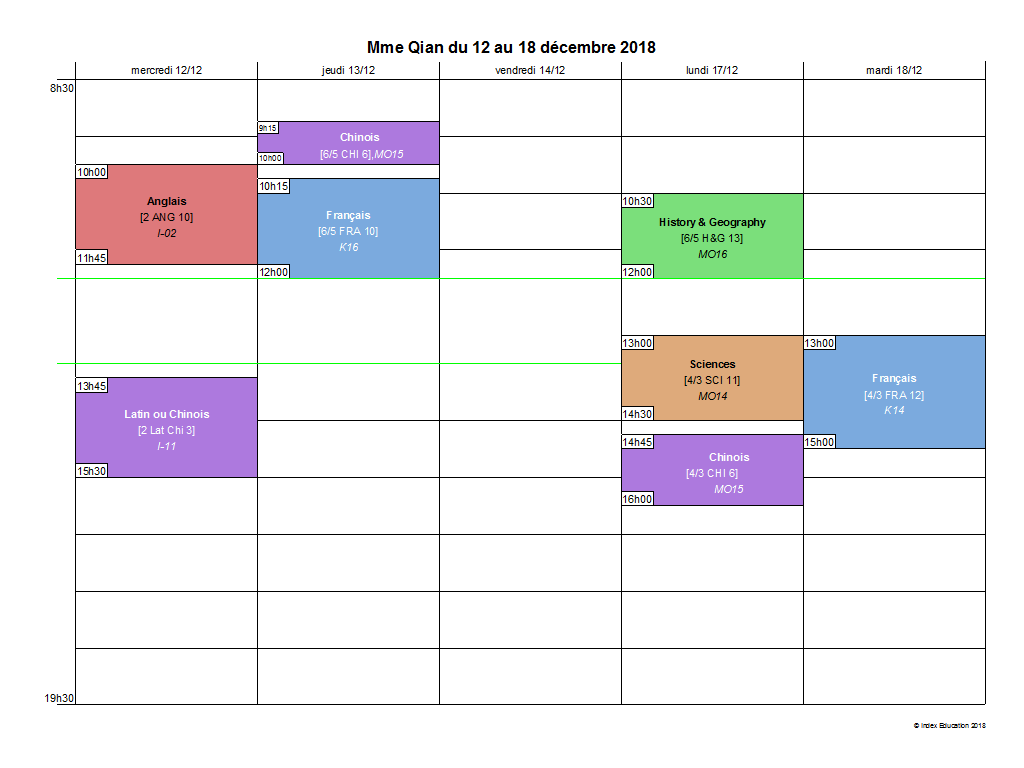 Mme Qian du 12 au 18 décembre 2018
mercredi 12/12
jeudi 13/12
vendredi 14/12
lundi 17/12
mardi 18/12
8h30
9h15
Chinois
[6/5 CHI 6],MO15
10h00
10h00
Anglais
[2 ANG 10]
I-02
11h45
10h15
Français
[6/5 FRA 10]
K16
12h00
10h30
History & Geography
[6/5 H&G 13]
MO16
12h00
13h00
Sciences
[4/3 SCI 11]
MO14
14h30
13h00
Français
[4/3 FRA 12]
K14
15h00
13h45
Latin ou Chinois
[2 Lat Chi 3]
I-11
15h30
14h45
Chinois
[4/3 CHI 6]
MO15
16h00
19h30
© Index Education 2018